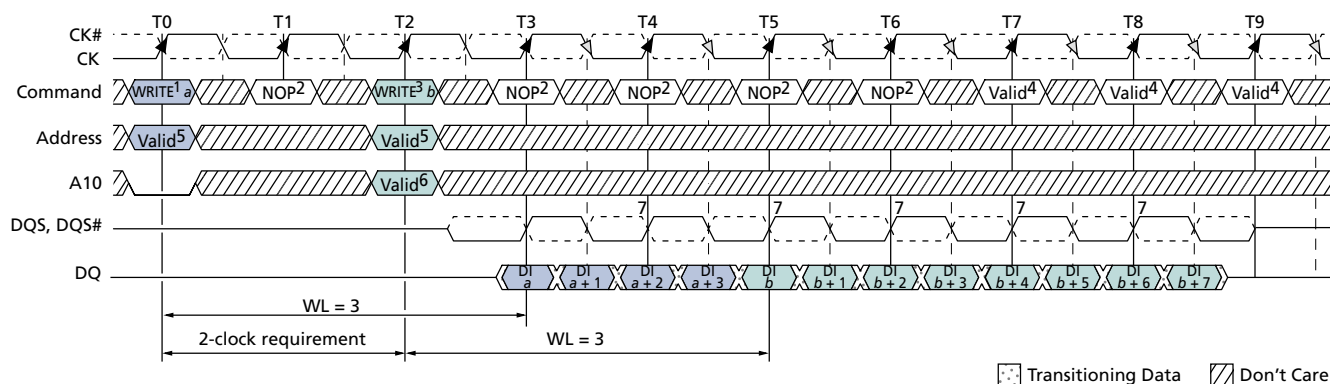 T0 T1 T2 T3 T4 T5 T6 T7 T8 T9
CK#
CK
Command WRITE1 a NOP2 WRITE3 b NOP2 NOP2 NOP2 NOP2 Valid4 Valid4 Valid4
Address Valid5 Valid5
A10 Valid6
7 7 7 7 7
DQS, DQS#
DQ DI a DI a + 1 DI a + 2 DI a + 3 DI b DI b + 1 DI b + 2 DI b + 3 DI b + 4 DI b + 5 DI b + 6 DI b + 7
WL = 3
2-clock requirement WL = 3
Transitioning Data Don't Care